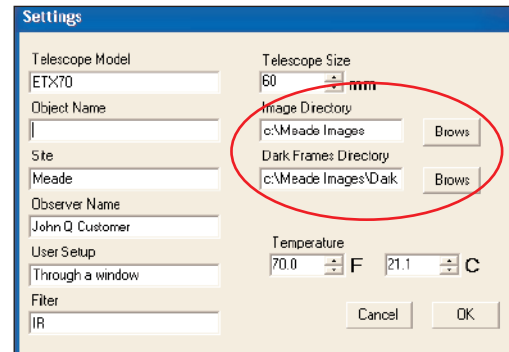 Settings
Telescope Model
ETX70
Object Name
Site
Meade
Observer Name
John Q Customer
User Setup
Through a window
Filter
IR
Telescope Size
60 mm
Image Directory
c:\Meade Images Brows
Dark Frames Directory
c:\Meade Images\Dark Brows
Temperature
70.0 F 21.1 C
Cancel OK